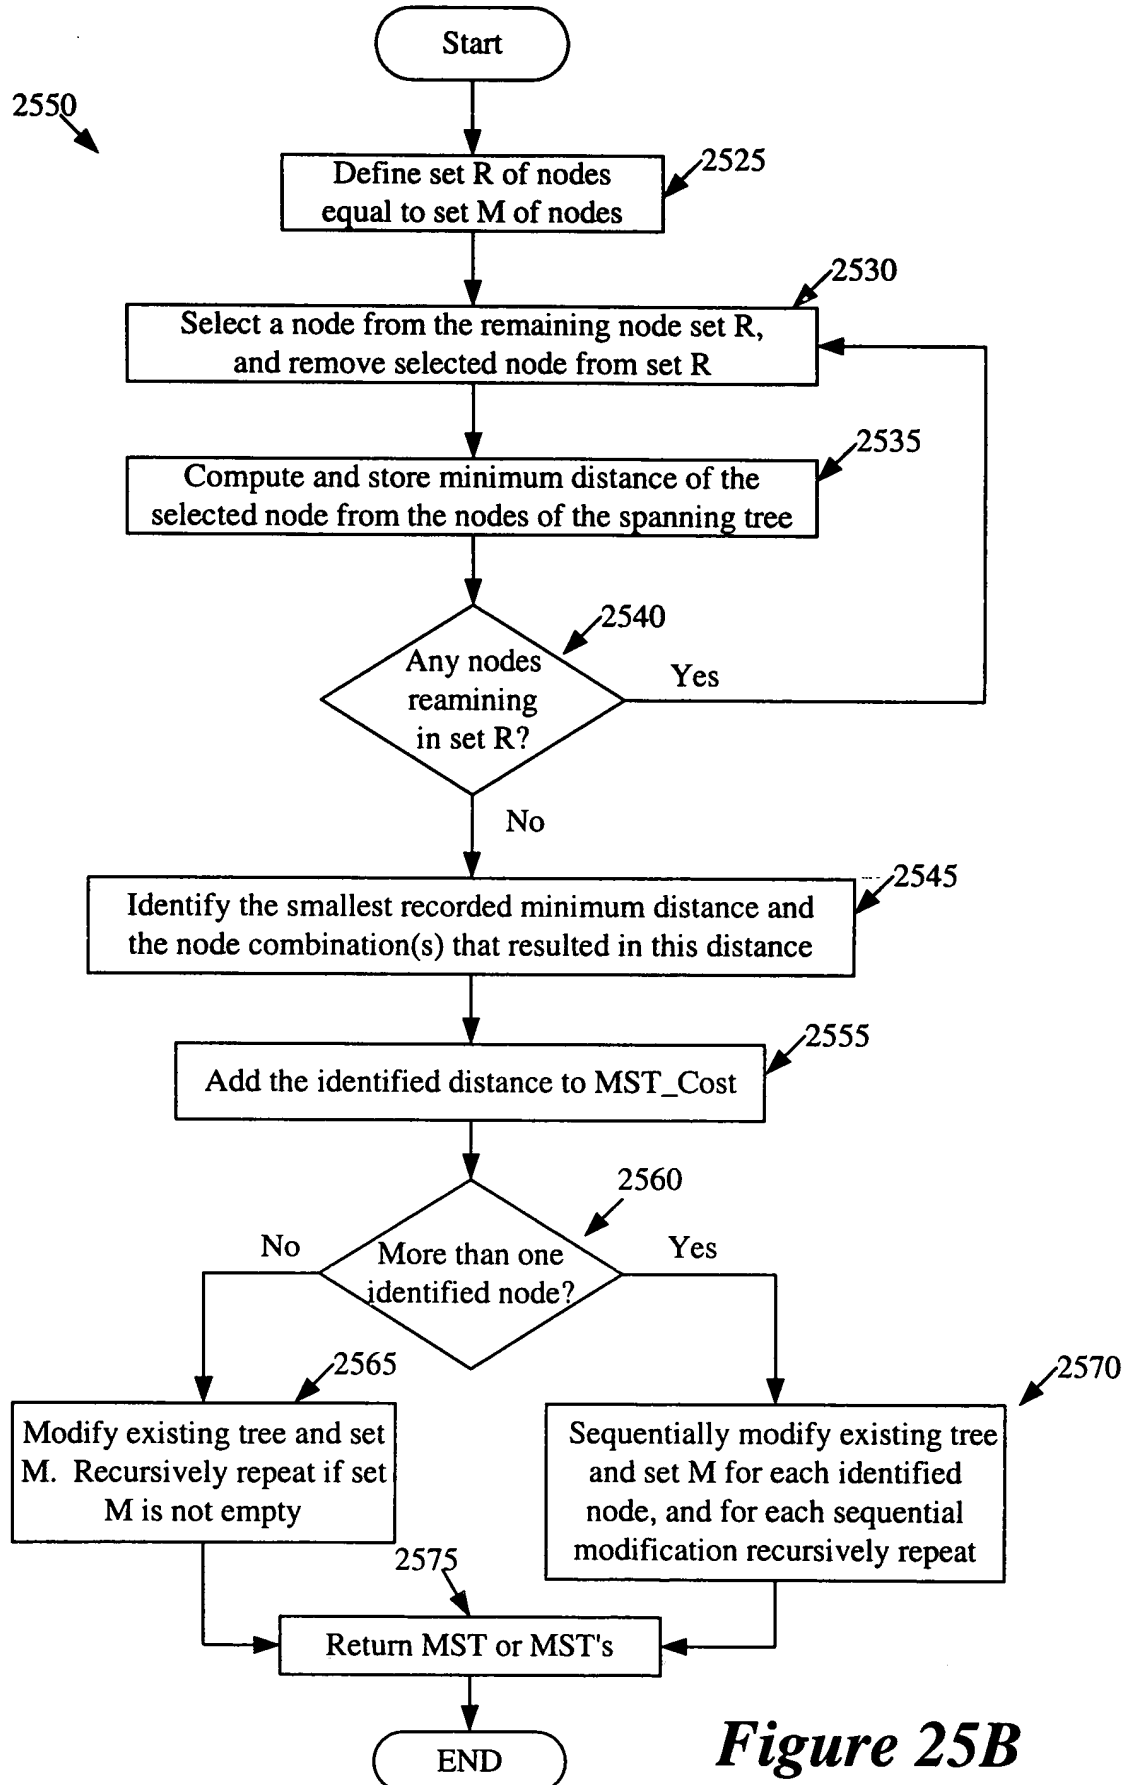 Start
2550
2525
Define set R of nodes
equal to set M of nodes
2530
Select a node from the remaining node set R,
and remove selected node from set R
2535
Compute and store minimum distance of the
selected node from the nodes of the spanning tree
2540
Any nodes
reamining
in set R?
Yes
No
2545
Identify the smallest recorded minimum distance and
the node combination(s) that resulted in this distance
2555
Add the identified distance to MST_Cost
2560
More than one
identified node?
No
Yes
2565
Modify existing tree and set
M. Recursively repeat if set
M is not empty
2570
Sequentially modify existing tree
and set M for each identified
node, and for each sequential
modification recursively repeat
2575
Return MST or MST's
END
Figure 25B